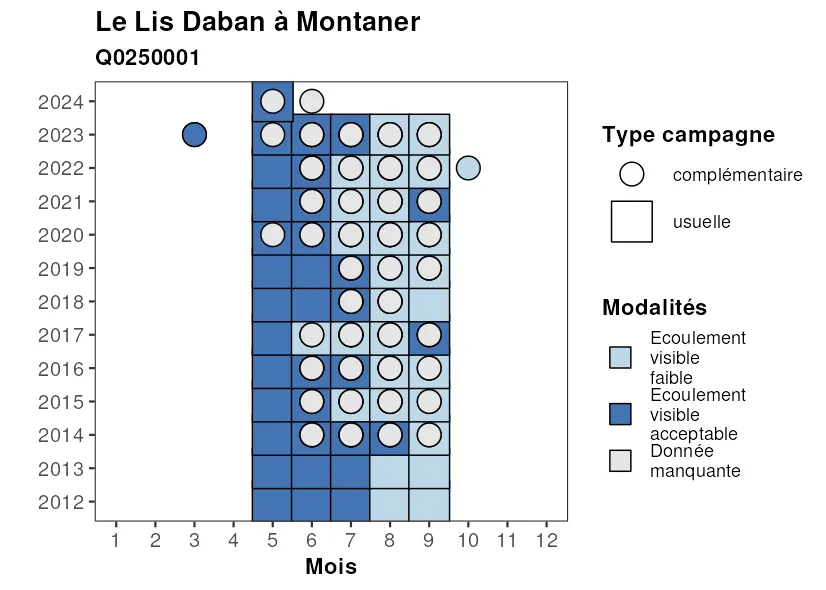 Le Lis Daban à Montaner
Q0250001
2024
2023
2022
2021
2020
2019
2018
2017
2016
2015
2014
2013
2012
1 2 3 4 5 6 7 8 9 10 11 12
Mois
Type campagne
complémentaire
usuelle
Modalités
Ecoulement
visible
faible
Ecoulement
visible
acceptable
Donnée
manquante